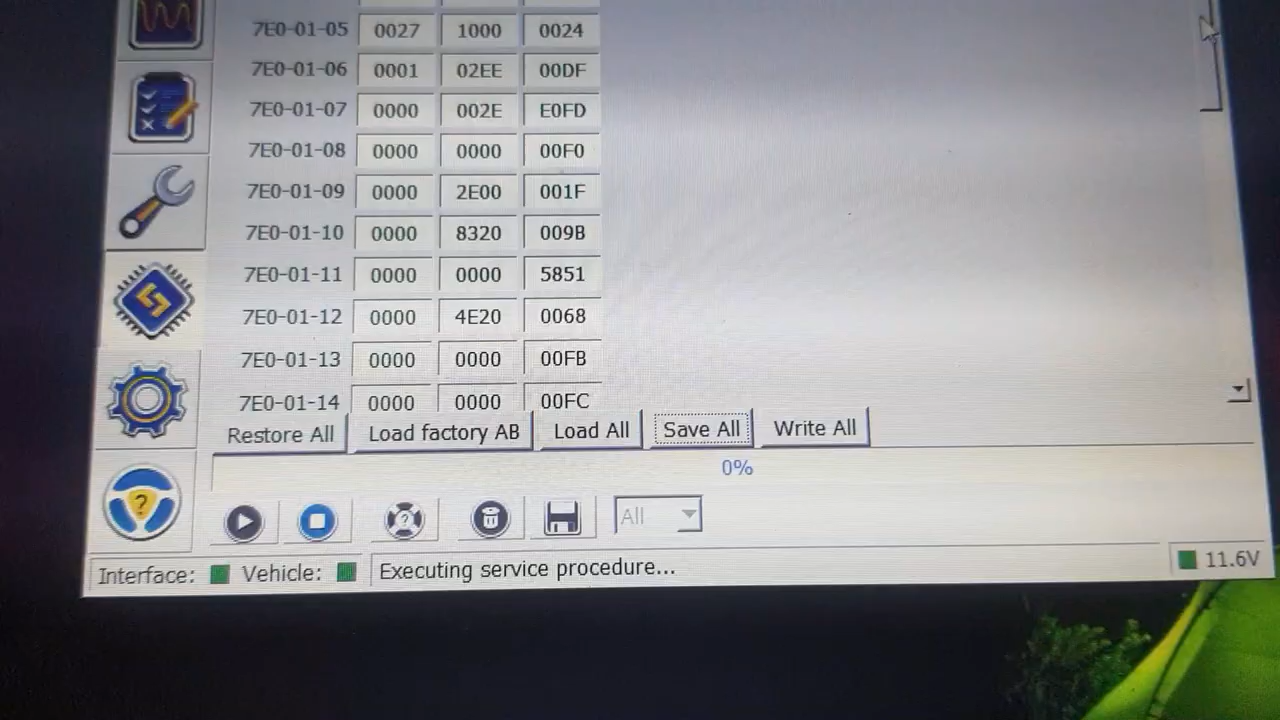 7E0-01-05 0027 1000 0024
7E0-01-06 0001 02EE 00DF
7E0-01-07 0000 002E E0FD
7E0-01-08 0000 0000 00F0
7E0-01-09 0000 2E00 001F
7E0-01-10 0000 8320 009B
7E0-01-11 0000 0000 5851
7E0-01-12 0000 4E20 0068
7E0-01-13 0000 0000 00FB
7E0-01-14 0000 0000 00FC
Restore All Load factory AB Load All Save All Write All
0%
All
Interface: Vehicle: Executing service procedure... 11.6V